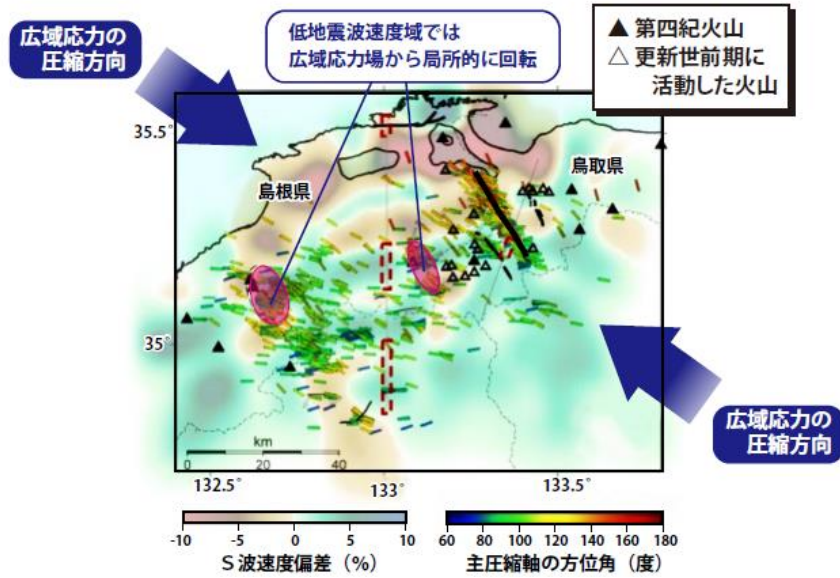 広域応力の
圧縮方向
低地震波速度域では
広域応力場から局所的に回転
▲ 第四紀火山
△ 更新世前期に
活動した火山
35.5°
島根県
鳥取県
35°
km
0 20 40
132.5° 133° 133.5°
広域応力の
圧縮方向
-10 -5 0 5 10
S波速度偏差（%）
60 80 100 120 140 160 180
主圧縮軸の方位角（度）